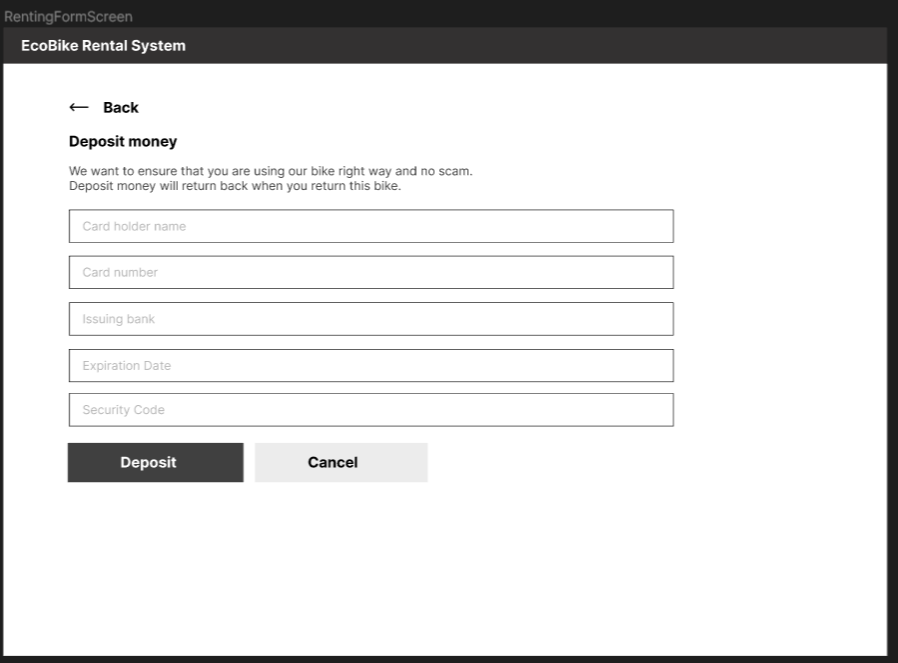 RentingFormScreen
EcoBike Rental System
Back
Deposit money
We want to ensure that you are using our bike right way and no scam.
Deposit money will return back when you return this bike.
Card holder name
Card number
Issuing bank
Expiration Date
Security Code
Deposit Cancel